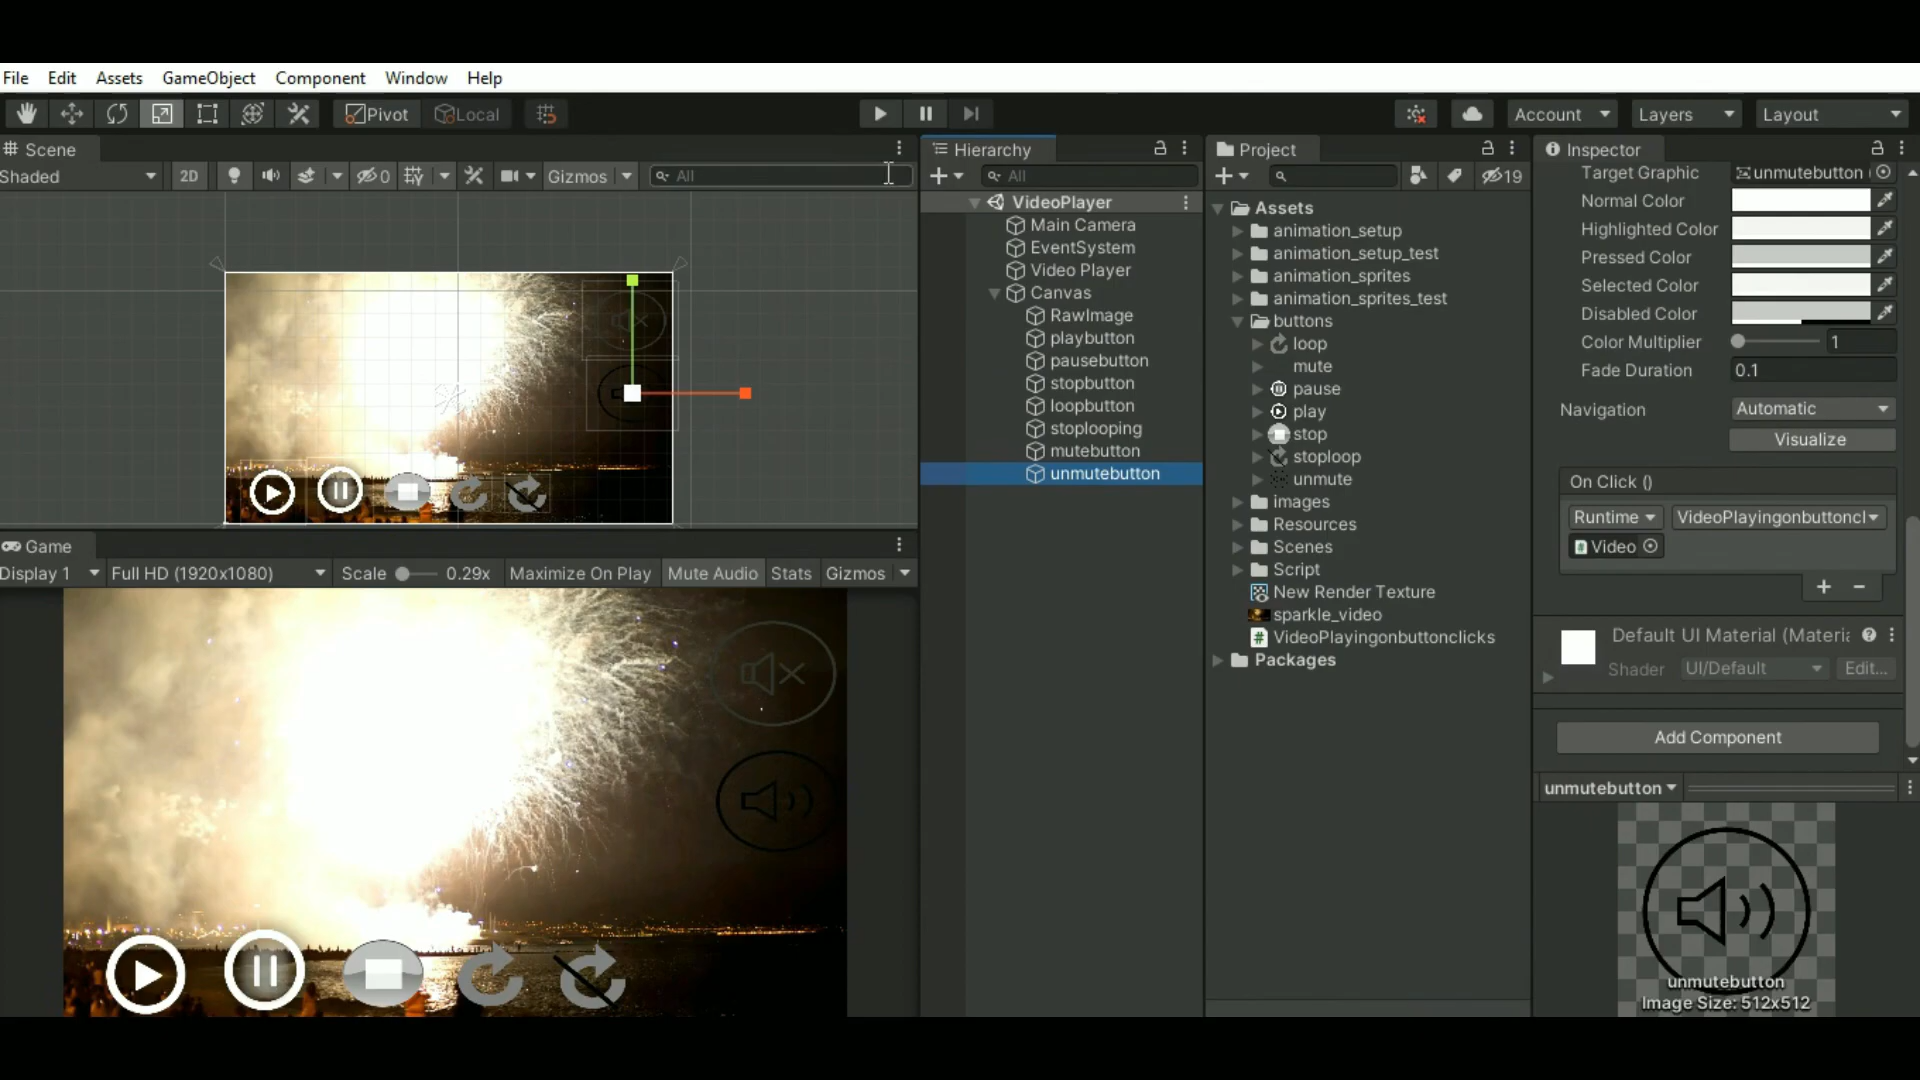 File Edit Assets GameObject Component Window Help
Pivot Local Account Layers Layout
Scene
Shaded 2D 0 Gizmos All
Game
Display 1 Full HD (1920x1080) Scale 0.29x Maximize On Play Mute Audio Stats Gizmos
Hierarchy
All
VideoPlayer
Main Camera
EventSystem
Video Player
Canvas
RawImage
playbutton
pausebutton
stopbutton
loopbutton
stoplooping
mutebutton
unmutebutton
Project
19
Assets
animation_setup
animation_setup_test
animation_sprites
animation_sprites_test
buttons
loop
mute
pause
play
stop
stoploop
unmute
images
Resources
Scenes
Script
New Render Texture
sparkle_video
VideoPlayingonbuttonclicks
Packages
Inspector
Target Graphic unmutebutton (
Normal Color
Highlighted Color
Pressed Color
Selected Color
Disabled Color
Color Multiplier 1
Fade Duration 0.1
Navigation Automatic
Visualize
On Click ()
Runtime VideoPlayingonbuttoncl
Video
+ −
Default UI Material (Materia
Shader UI/Default Edit...
Add Component
unmutebutton
unmutebutton
Image Size: 512x512